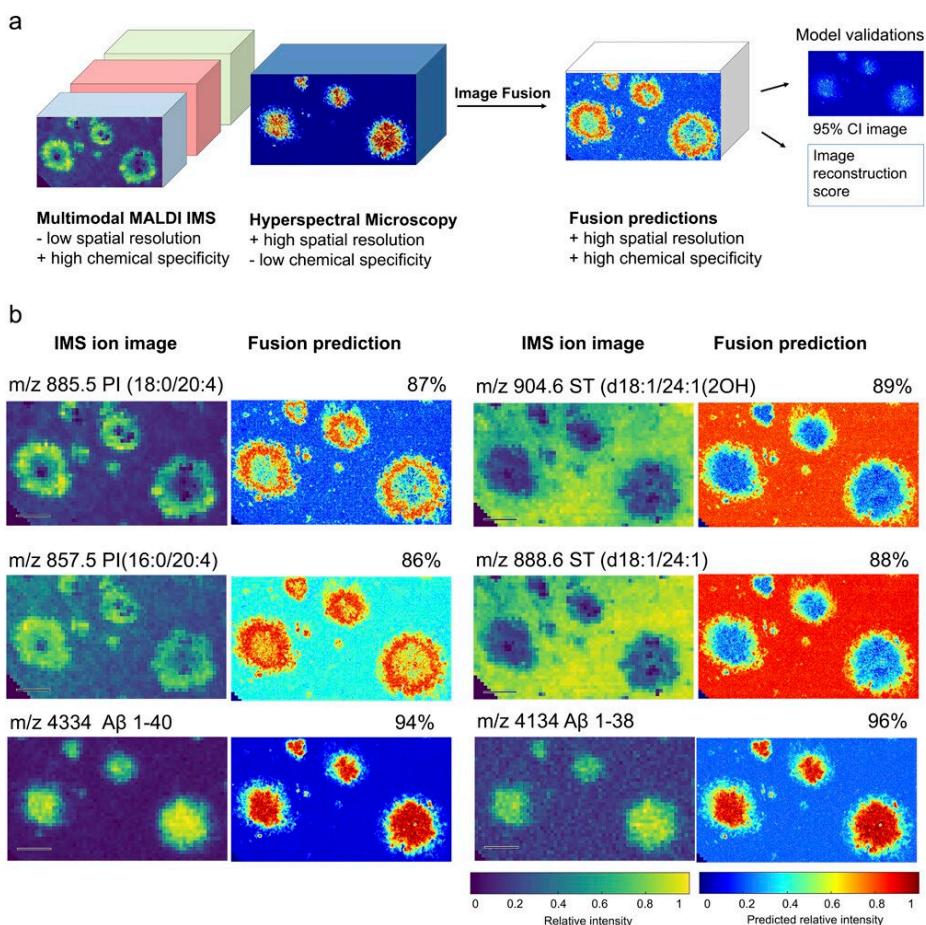 a
Model validations
Image Fusion
95% CI image
Image
reconstruction
score
Multimodal MALDI IMS
- low spatial resolution
+ high chemical specificity
Hyperspectral Microscopy
+ high spatial resolution
- low chemical specificity
Fusion predictions
+ high spatial resolution
+ high chemical specificity
b
IMS ion image
Fusion prediction
IMS ion image
Fusion prediction
m/z 885.5 PI (18:0/20:4)
87%
m/z 904.6 ST (d18:1/24:1(2OH)
89%
m/z 857.5 PI(16:0/20:4)
86%
m/z 888.6 ST (d18:1/24:1)
88%
m/z 4334 Aβ 1-40
94%
m/z 4134 Aβ 1-38
96%
0 0.2 0.4 0.6 0.8 1
Relative intensity
0 0.2 0.4 0.6 0.8 1
Predicted relative intensity